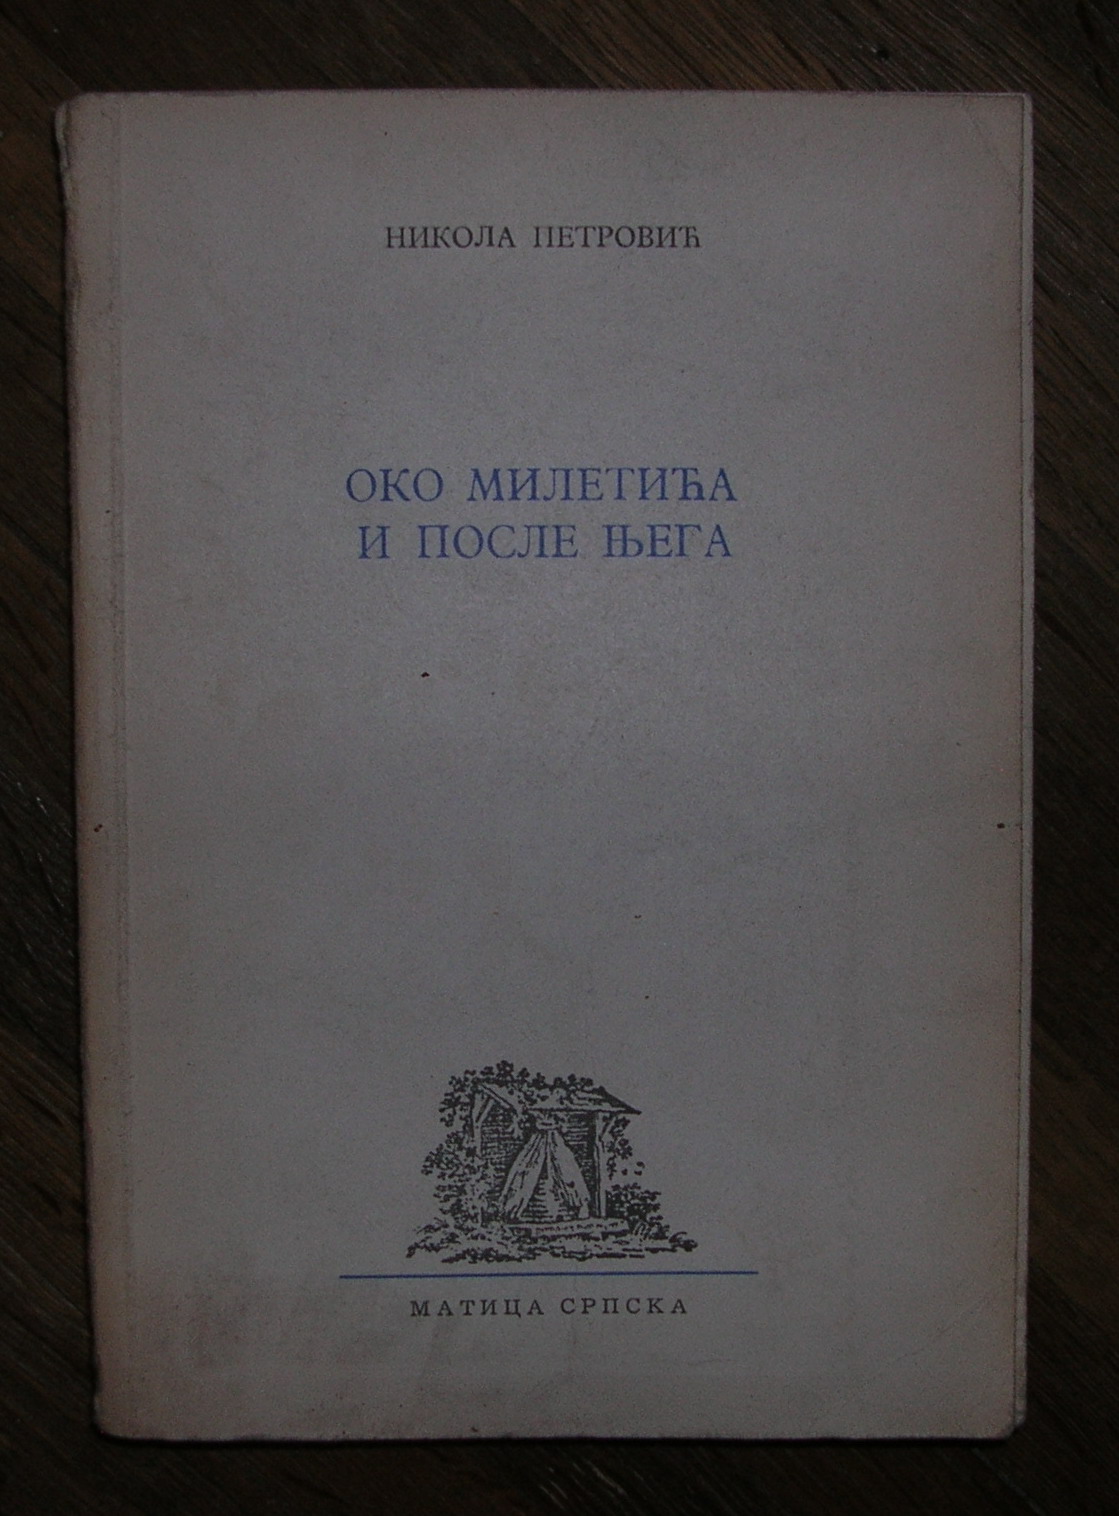 НИКОЛА ПЕТРОВИЋ
ОКО МИЛЕТИЋА
И ПОСЛЕ ЊЕГА
МАТИЦА СРПСКА